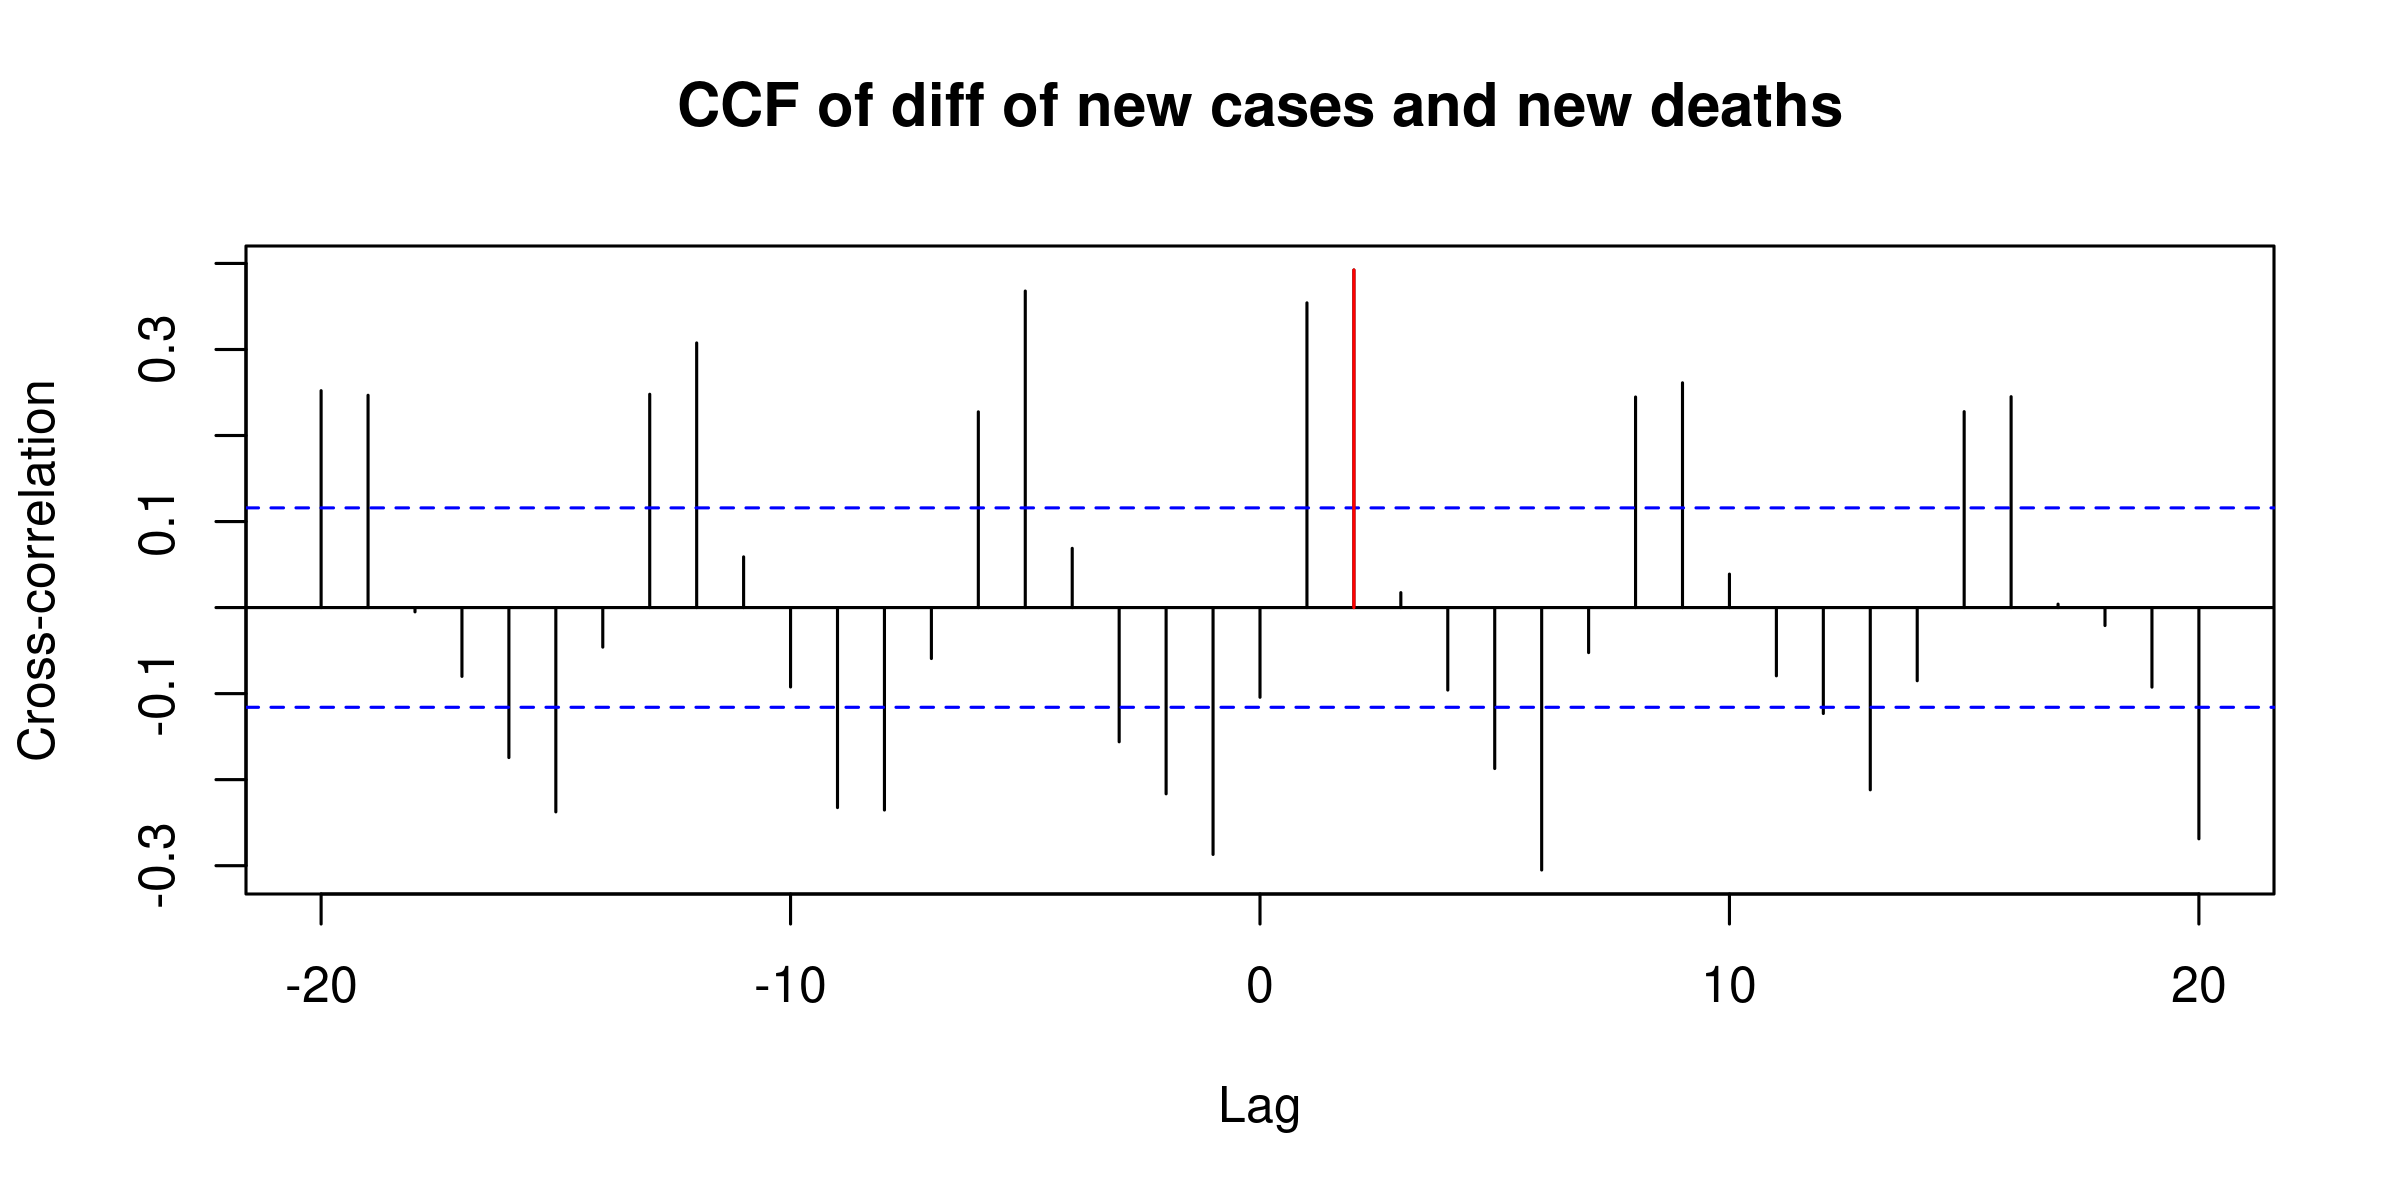 CCF of diff of new cases and new deaths
Cross-correlation
0.3
0.1
-0.1
-0.3
-20 -10 0 10 20
Lag